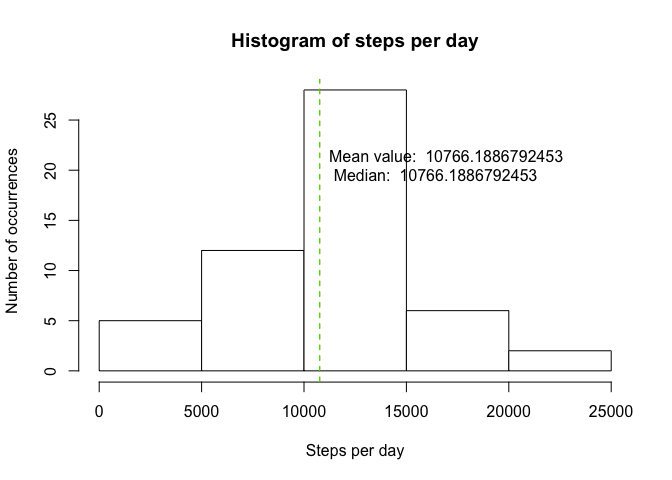 Histogram of steps per day
Number of occurrences
25
20
15
10
5
0
Mean value:  10766.1886792453
Median:  10766.1886792453
0 5000 10000 15000 20000 25000
Steps per day